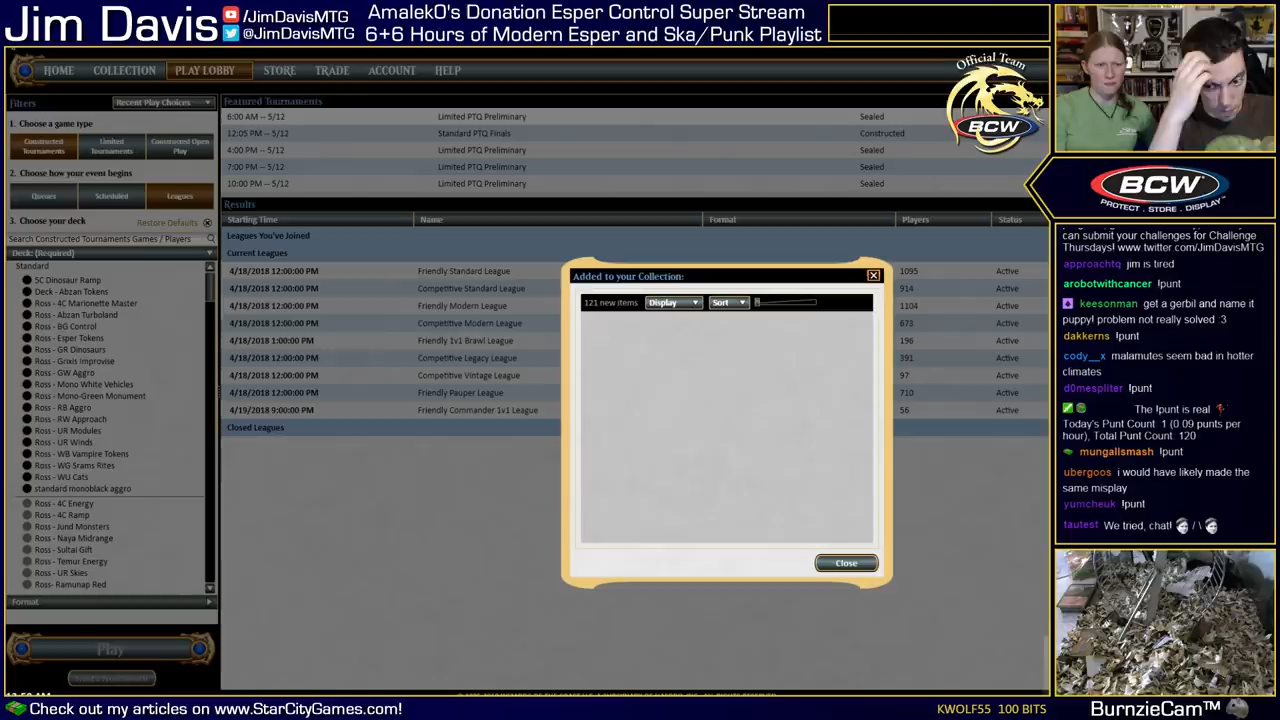 Jim Davis
/JimDavisMTG
@JimDavisMTG
AmalekO's Donation Esper Control Super Stream
6+6 Hours of Modern Esper and Ska/Punk Playlist
HOME COLLECTION PLAY LOBBY STORE TRADE ACCOUNT HELP
Official Team
BCW
Filters
Recent Play Choices
1. Choose a game type
Constructed Tournaments
Limited Tournaments
Constructed Open Play
2. Choose how your event begins
Queues
Scheduled
Leagues
3. Choose your deck
Restore Defaults
Search Constructed Tournaments Games / Players
Deck: (Required)
Standard
5C Dinosaur Ramp
Deck - Abzan Tokens
Ross - 4C Marionette Master
Ross - Abzan Turboland
Ross - BG Control
Ross - Esper Tokens
Ross - GR Dinosaurs
Ross - Grixis Improvise
Ross - GW Aggro
Ross - Mono White Vehicles
Ross - Mono-Green Monument
Ross - RB Aggro
Ross - RW Approach
Ross - UR Modules
Ross - UR Winds
Ross - WB Vampire Tokens
Ross - WG Srams Rites
Ross - WU Cats
standard monoblack aggro
Ross - 4C Energy
Ross - 4C Ramp
Ross - Jund Monsters
Ross - Naya Midrange
Ross - Sultai Gift
Ross - Temur Energy
Ross - UR Skies
Ross- Ramunap Red
Format
Play
Featured Tournaments
6:00 AM -- 5/12 Limited PTQ Preliminary Sealed
12:05 PM -- 5/12 Standard PTQ Finals Constructed
4:00 PM -- 5/12 Limited PTQ Preliminary Sealed
7:00 PM -- 5/12 Limited PTQ Preliminary Sealed
10:00 PM -- 5/12 Limited PTQ Preliminary Sealed
Results
Starting Time Name Format Players Status
Leagues You've Joined
Current Leagues
4/18/2018 12:00:00 PM Friendly Standard League 1095 Active
4/18/2018 12:00:00 PM Competitive Standard League 914 Active
4/18/2018 12:00:00 PM Friendly Modern League 1104 Active
4/18/2018 12:00:00 PM Competitive Modern League 673 Active
4/18/2018 1:00:00 PM Friendly 1v1 Brawl League 196 Active
4/18/2018 12:00:00 PM Competitive Legacy League 391 Active
4/18/2018 12:00:00 PM Competitive Vintage League 97 Active
4/18/2018 12:00:00 PM Friendly Pauper League 710 Active
4/19/2018 9:00:00 PM Friendly Commander 1v1 League 56 Active
Closed Leagues
Added to your Collection:
121 new items Display Sort
Close
BCW
PROTECT. STORE. DISPLAY.
can submit your challenges for Challenge
Thursdays! www twitter com/JimDavisMTG
approachtq jim is tired
arobotwithcancer !punt
keesonman get a gerbil and name it
puppy! problem not really solved :3
dakkerns !punt
cody__x malamutes seem bad in hotter
climates
d0mesplter !punt
The !punt is real
Today's Punt Count 1 (0 09 punts per
hour), Total Punt Count 120
mungallsmash !punt
ubergoos i would have likely made the
same misplay
yumcheuk !punt
tautest We tried, chat! / \
Check out my articles on www.StarCityGames.com!
KWOLF55 100 BITS
BurnzieCam™